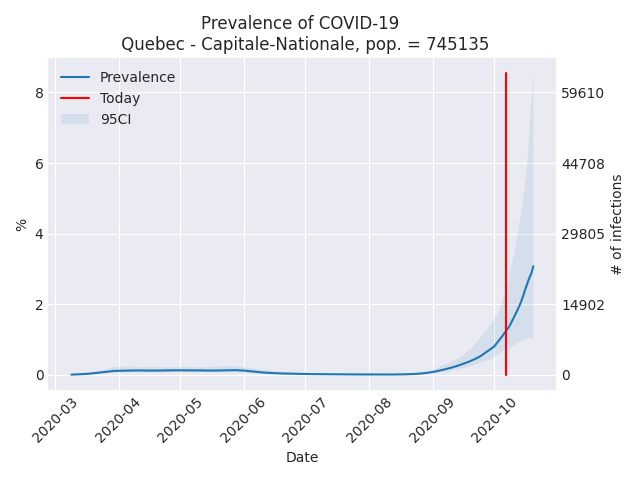 Prevalence of COVID-19
Quebec - Capitale-Nationale, pop. = 745135
Prevalence
Today
95CI
8
6
4
2
0
%
59610
44708
29805
14902
0
# of infections
2020-03
2020-04
2020-05
2020-06
2020-07
2020-08
2020-09
2020-10
Date